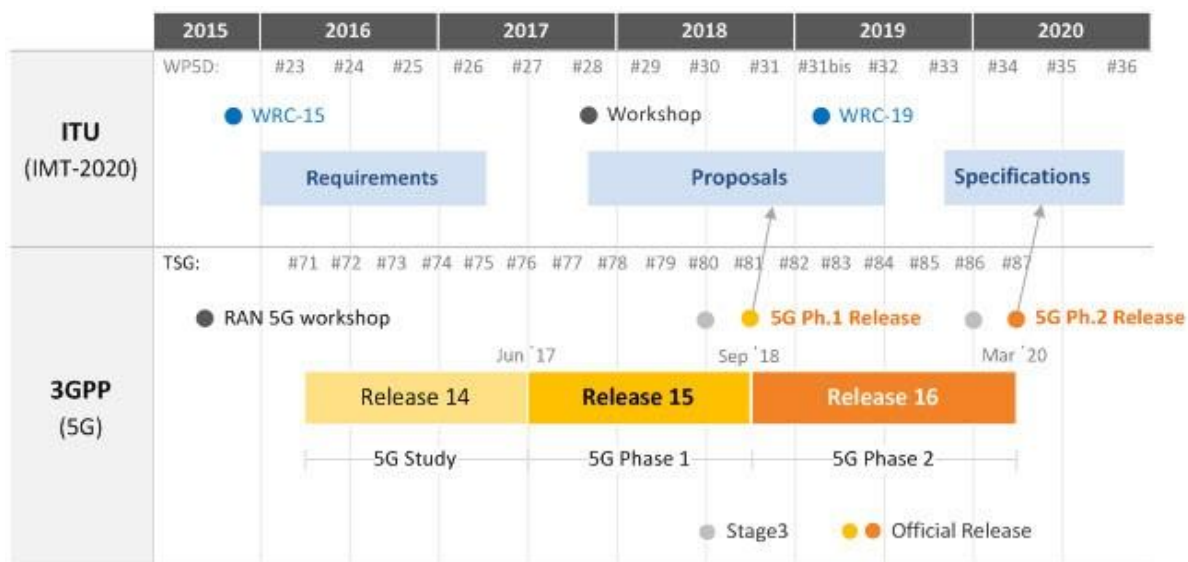 2015 2016 2017 2018 2019 2020
WP5D: #23 #24 #25 #26 #27 #28 #29 #30 #31 #31bis #32 #33 #34 #35 #36
WRC-15 Workshop WRC-19
ITU
(IMT-2020)
Requirements Proposals Specifications
TSG: #71 #72 #73 #74 #75 #76 #77 #78 #79 #80 #81 #82 #83 #84 #85 #86 #87
RAN 5G workshop 5G Ph.1 Release 5G Ph.2 Release
Jun ´17 Sep ´18 Mar ´20
3GPP
(5G)
Release 14 Release 15 Release 16
5G Study 5G Phase 1 5G Phase 2
Stage3 Official Release